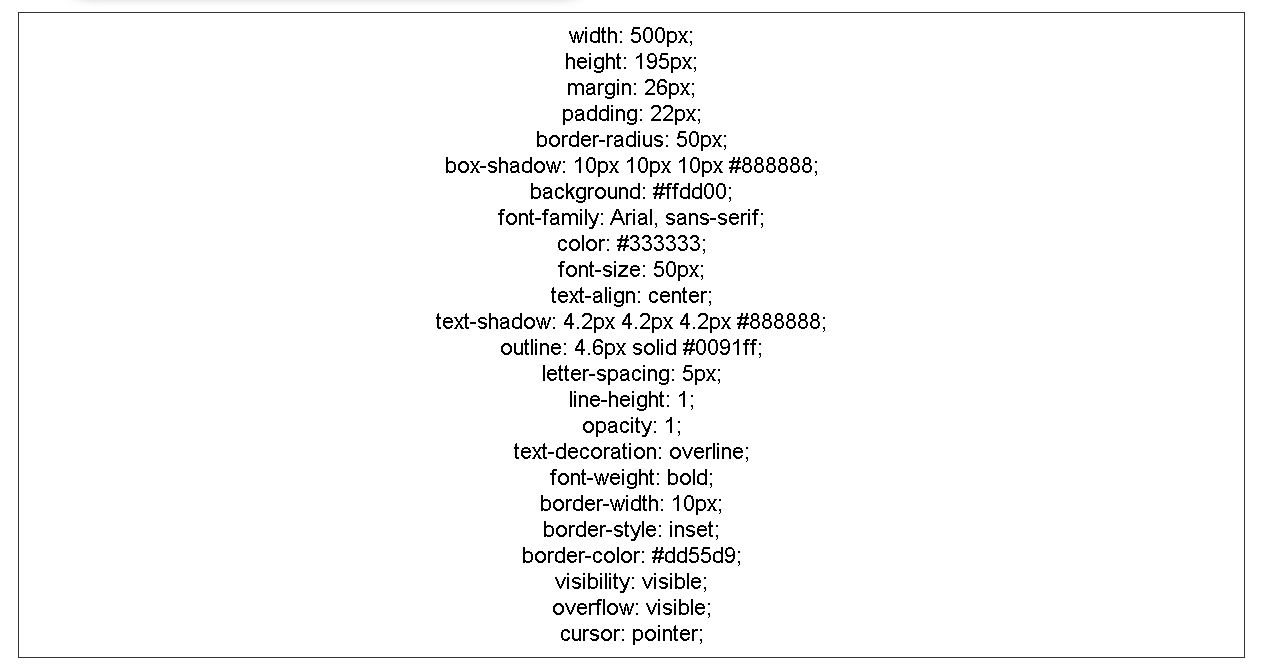 width: 500px;
height: 195px;
margin: 26px;
padding: 22px;
border-radius: 50px;
box-shadow: 10px 10px 10px #888888;
background: #ffdd00;
font-family: Arial, sans-serif;
color: #333333;
font-size: 50px;
text-align: center;
text-shadow: 4.2px 4.2px 4.2px #888888;
outline: 4.6px solid #0091ff;
letter-spacing: 5px;
line-height: 1;
opacity: 1;
text-decoration: overline;
font-weight: bold;
border-width: 10px;
border-style: inset;
border-color: #dd55d9;
visibility: visible;
overflow: visible;
cursor: pointer;